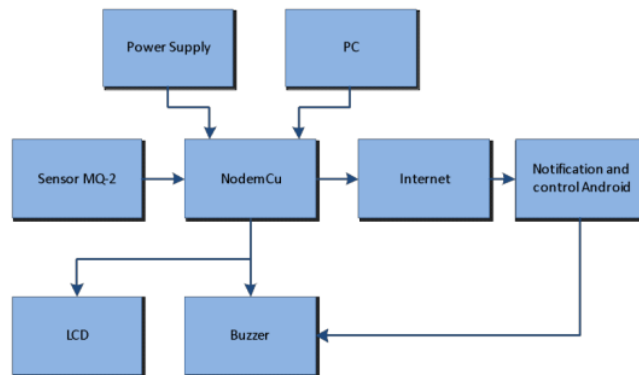 Power Supply
PC
Sensor MQ-2
NodemCu
Internet
Notification and
control Android
LCD
Buzzer